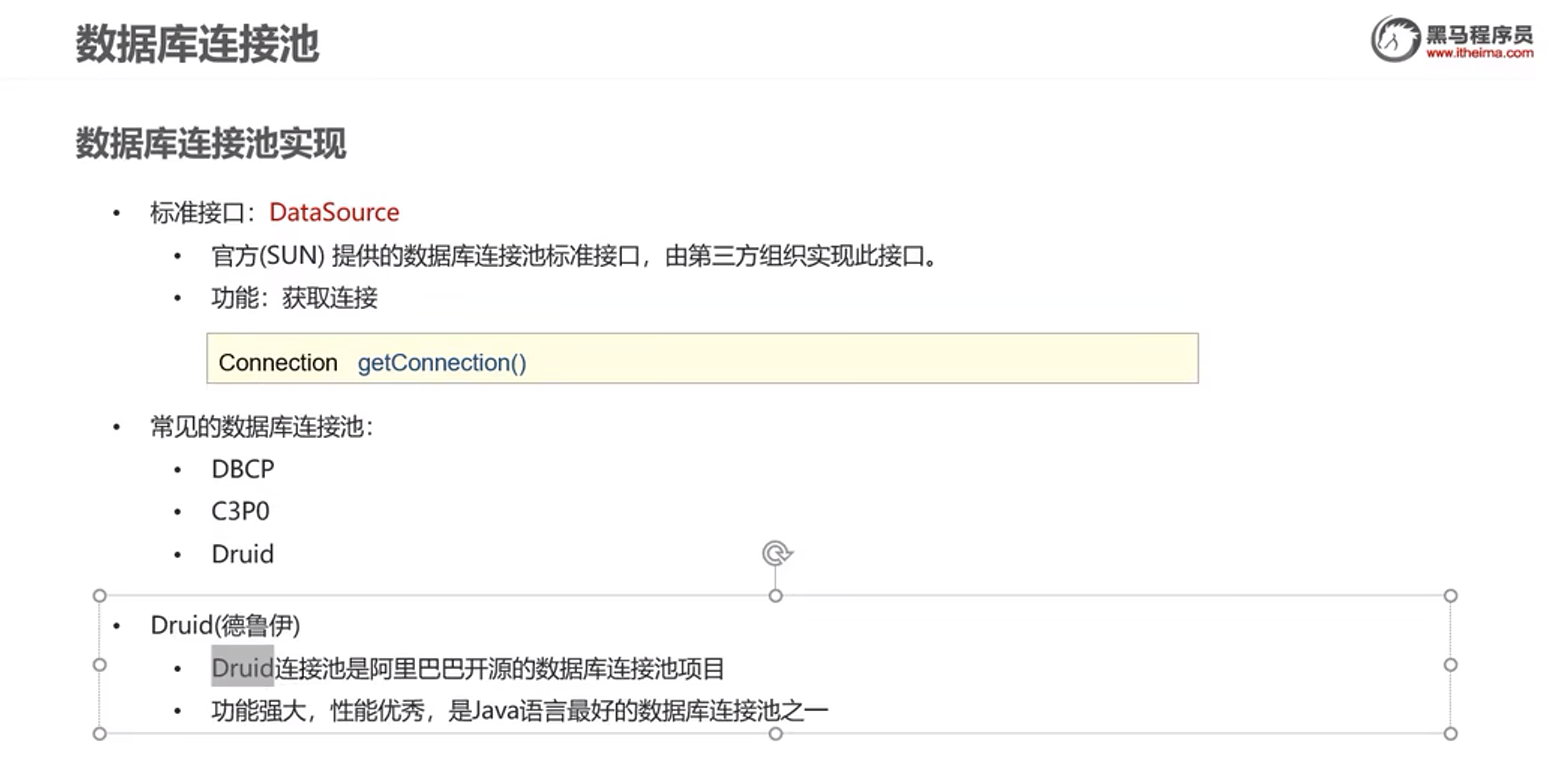 数据库连接池
黑马程序员
www.itheima.com
数据库连接池实现
• 标准接口：DataSource
• 官方(SUN) 提供的数据库连接池标准接口，由第三方组织实现此接口。
• 功能：获取连接
Connection getConnection()
• 常见的数据库连接池：
• DBCP
• C3P0
• Druid
• Druid(德鲁伊)
• Druid连接池是阿里巴巴开源的数据库连接池项目
• 功能强大，性能优秀，是Java语言最好的数据库连接池之一